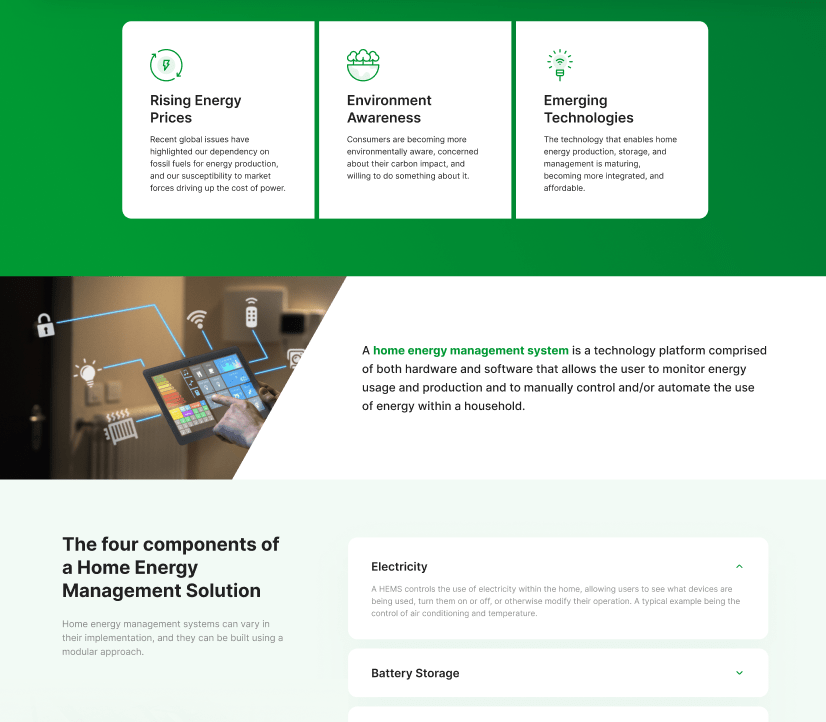 Rising Energy
Prices
Recent global issues have
highlighted our dependency on
fossil fuels for energy production,
and our susceptibility to market
forces driving up the cost of power.
Environment
Awareness
Consumers are becoming more
environmentally aware, concerned
about their carbon impact, and
willing to do something about it.
Emerging
Technologies
The technology that enables home
energy production, storage, and
management is maturing,
becoming more integrated, and
affordable.
A home energy management system is a technology platform comprised
of both hardware and software that allows the user to monitor energy
usage and production and to manually control and/or automate the use
of energy within a household.
The four components of
a Home Energy
Management Solution
Home energy management systems can vary in
their implementation, and they can be built using a
modular approach.
Electricity
A HEMS controls the use of electricity within the home, allowing users to see what devices are
being used, turn them on or off, or otherwise modify their operation. A typical example being the
control of air conditioning and temperature.
Battery Storage